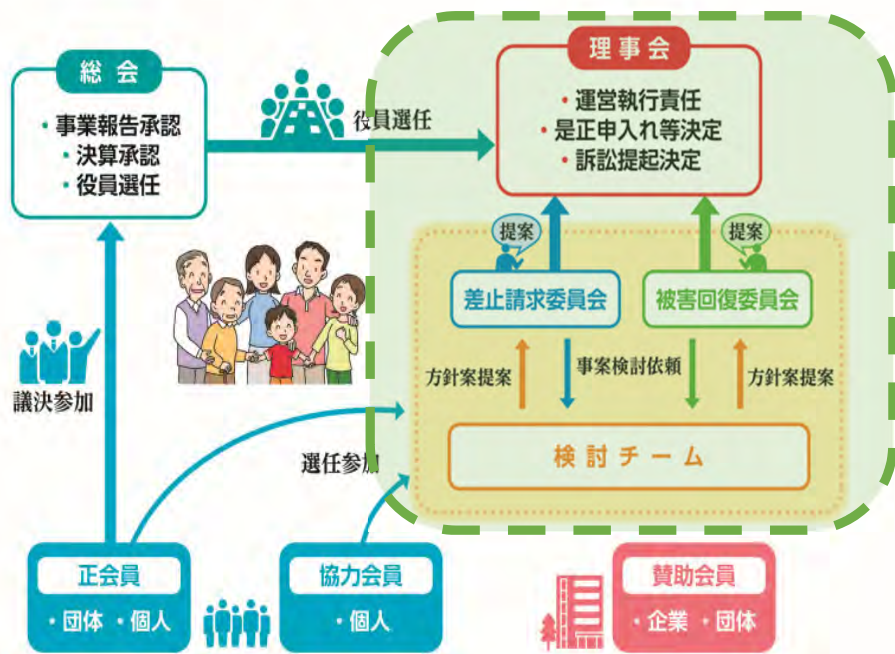 総会
・事業報告承認
・決算承認
・役員選任
役員選任
理事会
・運営執行責任
・是正申入れ等決定
・訴訟提起決定
提案
提案
差止請求委員会
被害回復委員会
方針案提案
事案検討依頼
方針案提案
検討チーム
議決参加
選任参加
正会員
・団体 ・個人
協力会員
・個人
賛助会員
・企業 ・団体